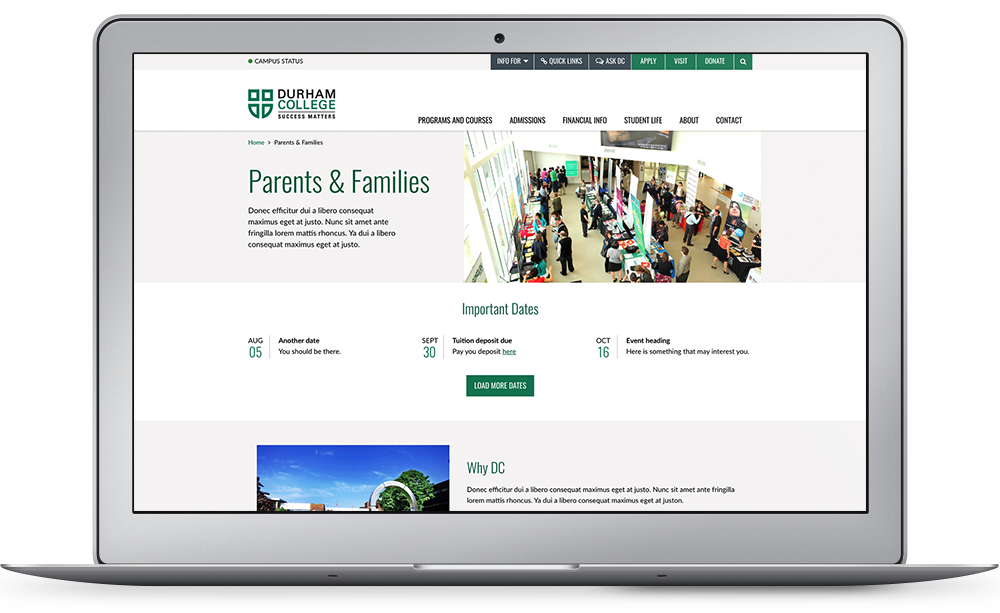 CAMPUS STATUS
INFO FOR
QUICK LINKS
ASK DC
APPLY
VISIT
DONATE
DURHAM
COLLEGE
SUCCESS MATTERS
PROGRAMS AND COURSES
ADMISSIONS
FINANCIAL INFO
STUDENT LIFE
ABOUT
CONTACT
Home > Parents & Families
Parents & Families
Donec efficitur dui a libero consequat
maximus eget at justo. Nunc sit amet ante
fringilla lorem mattis rhoncus. Ya dui a libero
consequat maximus eget at justo.
Important Dates
AUG
05
Another date
You should be there.
SEPT
30
Tuition deposit due
Pay you deposit here
OCT
16
Event heading
Here is something that may interest you.
LOAD MORE DATES
Why DC
Donec efficitur dui a libero consequat maximus eget at justo. Nunc sit amet ante fringilla
lorem mattis rhoncus. Ya dui a libero consequat maximus eget at juston.